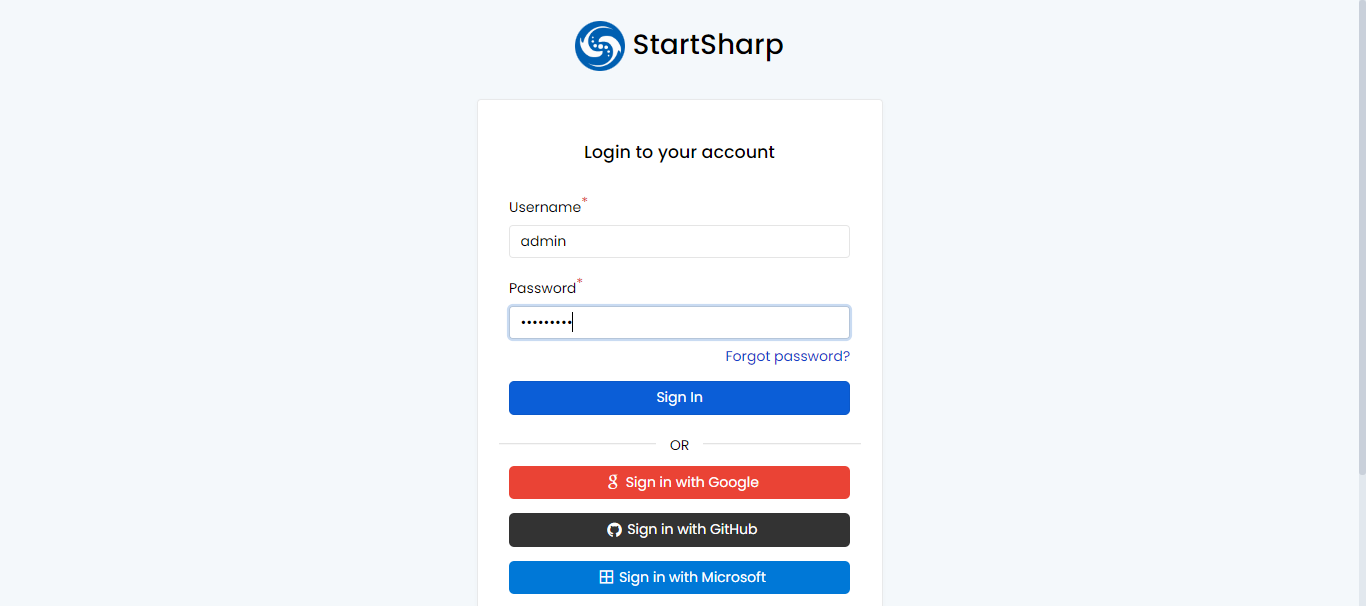 StartSharp
Login to your account
Username*
admin
Password*
•••••••••
Forgot password?
Sign In
OR
Sign in with Google
Sign in with GitHub
Sign in with Microsoft